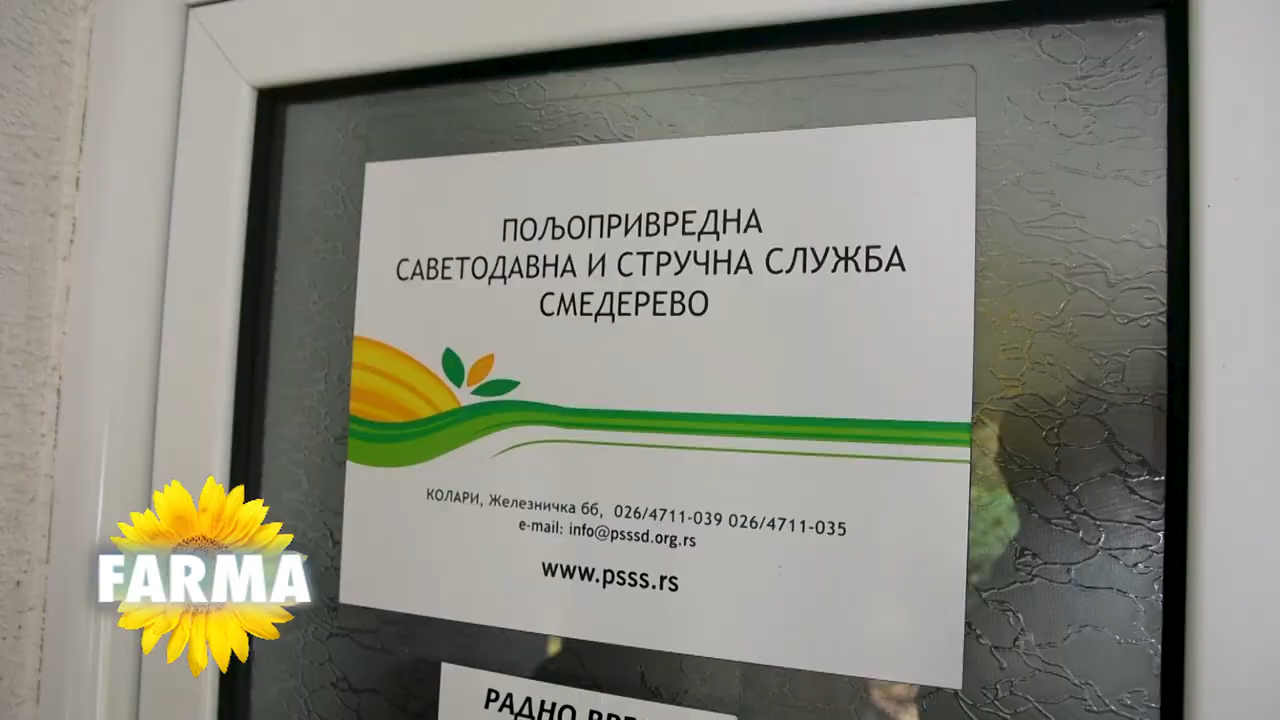 ПОЉОПРИВРЕДНА
САВЕТОДАВНА И СТРУЧНА СЛУЖБА
СМЕДЕРЕВО
КОЛАРИ, Железничка бб, 026/4711-039 026/4711-035
e-mail: info@psssd.org.rs
www.psss.rs
FARMA
РАДНО